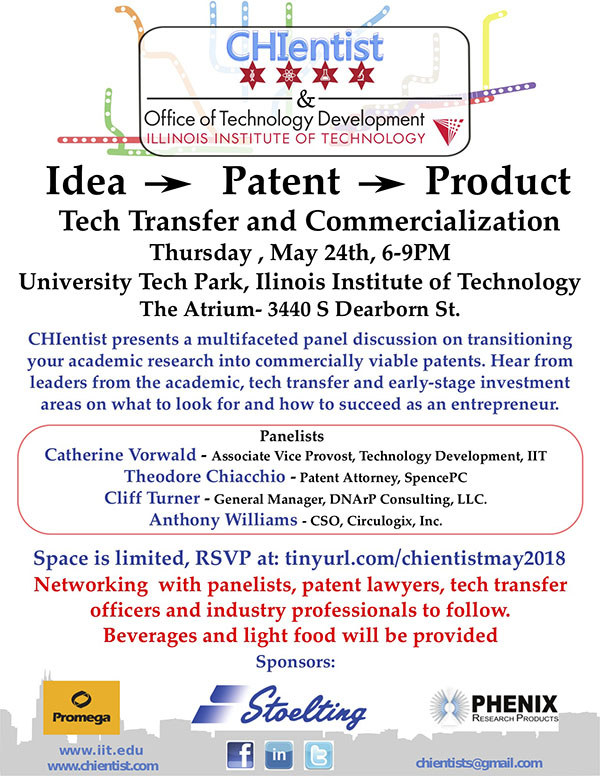 CHIentist
&
Office of Technology Development
ILLINOIS INSTITUTE OF TECHNOLOGY
Idea → Patent → Product
Tech Transfer and Commercialization
Thursday , May 24th, 6-9PM
University Tech Park, Ilinois Institute of Technology
The Atrium- 3440 S Dearborn St.
CHIentist presents a multifaceted panel discussion on transitioning
your academic research into commercially viable patents. Hear from
leaders from the academic, tech transfer and early-stage investment
areas on what to look for and how to succeed as an entrepreneur.
Panelists
Catherine Vorwald - Associate Vice Provost, Technology Development, IIT
Theodore Chiacchio - Patent Attorney, SpencePC
Cliff Turner - General Manager, DNArP Consulting, LLC.
Anthony Williams - CSO, Circulogix, Inc.
Space is limited, RSVP at: tinyurl.com/chientistmay2018
Networking with panelists, patent lawyers, tech transfer
officers and industry professionals to follow.
Beverages and light food will be provided
Sponsors:
Promega
Stoelting
PHENIX
RESEARCH PRODUCTS
www.iit.edu
www.chientist.com
f in t
chientists@gmail.com